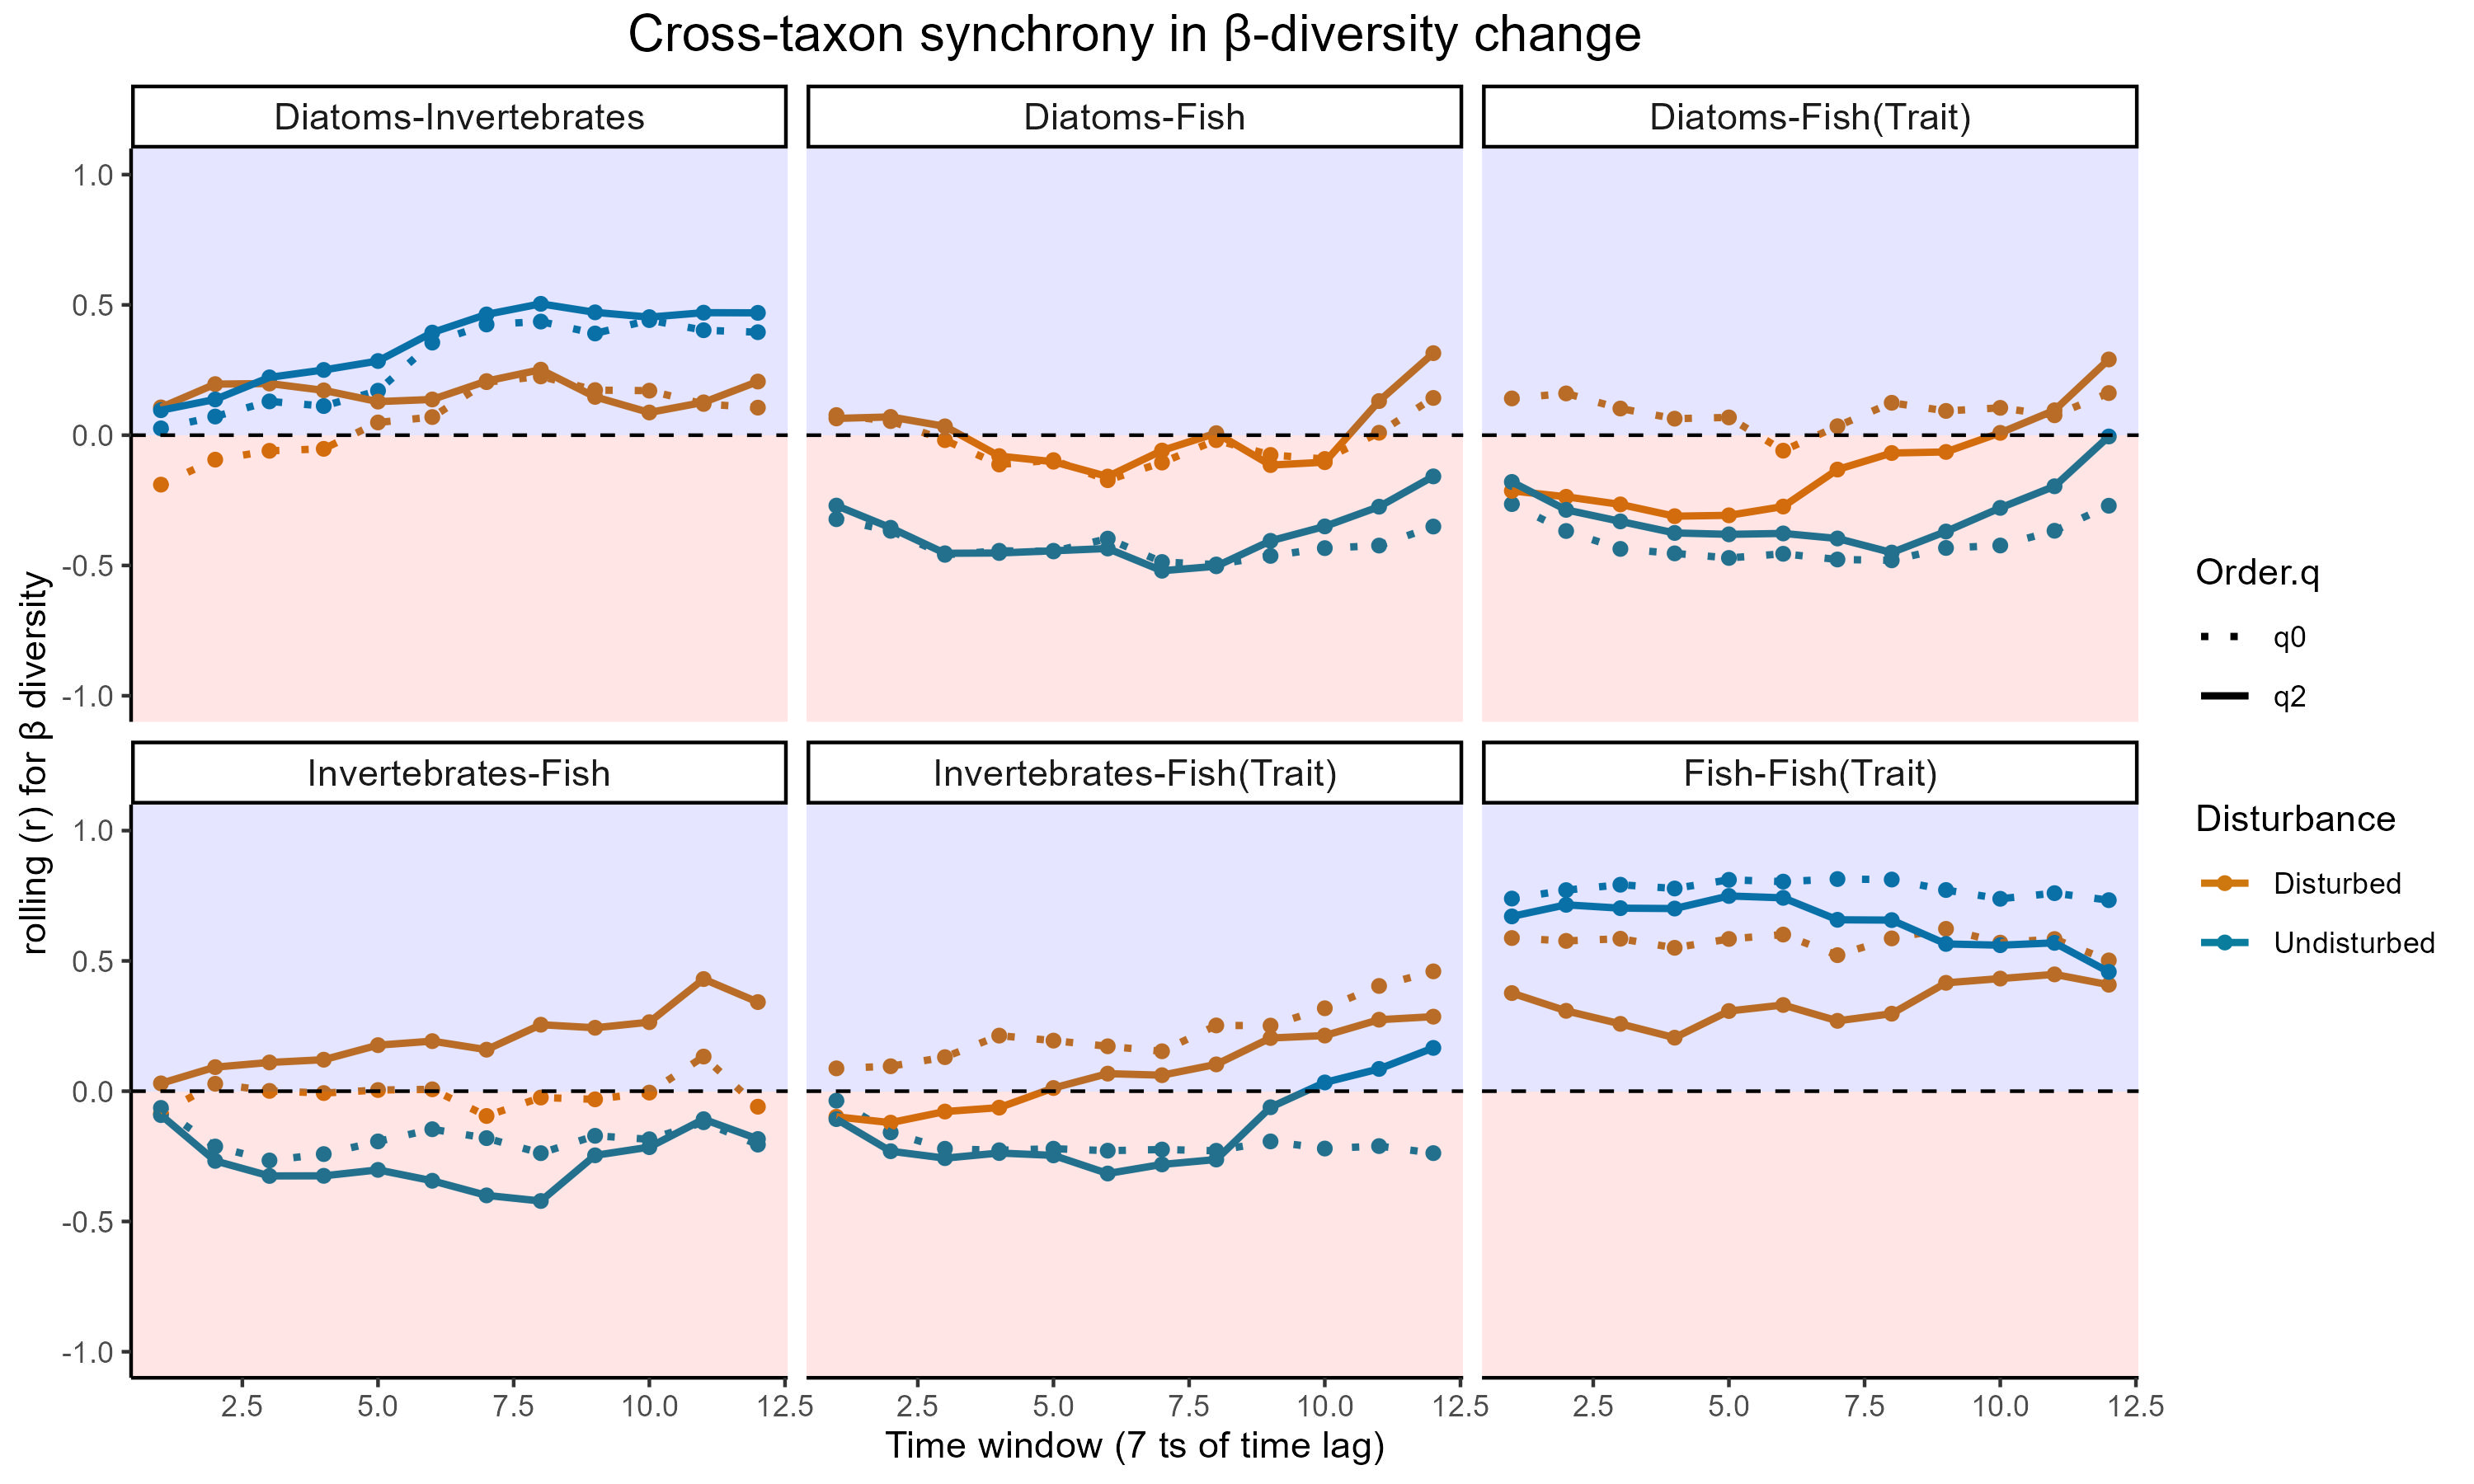 Cross-taxon synchrony in β-diversity change
Diatoms-Invertebrates
Diatoms-Fish
Diatoms-Fish(Trait)
1.0
0.5
0.0
-0.5
-1.0
Invertebrates-Fish
Invertebrates-Fish(Trait)
Fish-Fish(Trait)
1.0
0.5
0.0
-0.5
-1.0
2.5 5.0 7.5 10.0 12.5
2.5 5.0 7.5 10.0 12.5
2.5 5.0 7.5 10.0 12.5
rolling (r) for β diversity
Time window (7 ts of time lag)
Order.q
q0
q2
Disturbance
Disturbed
Undisturbed